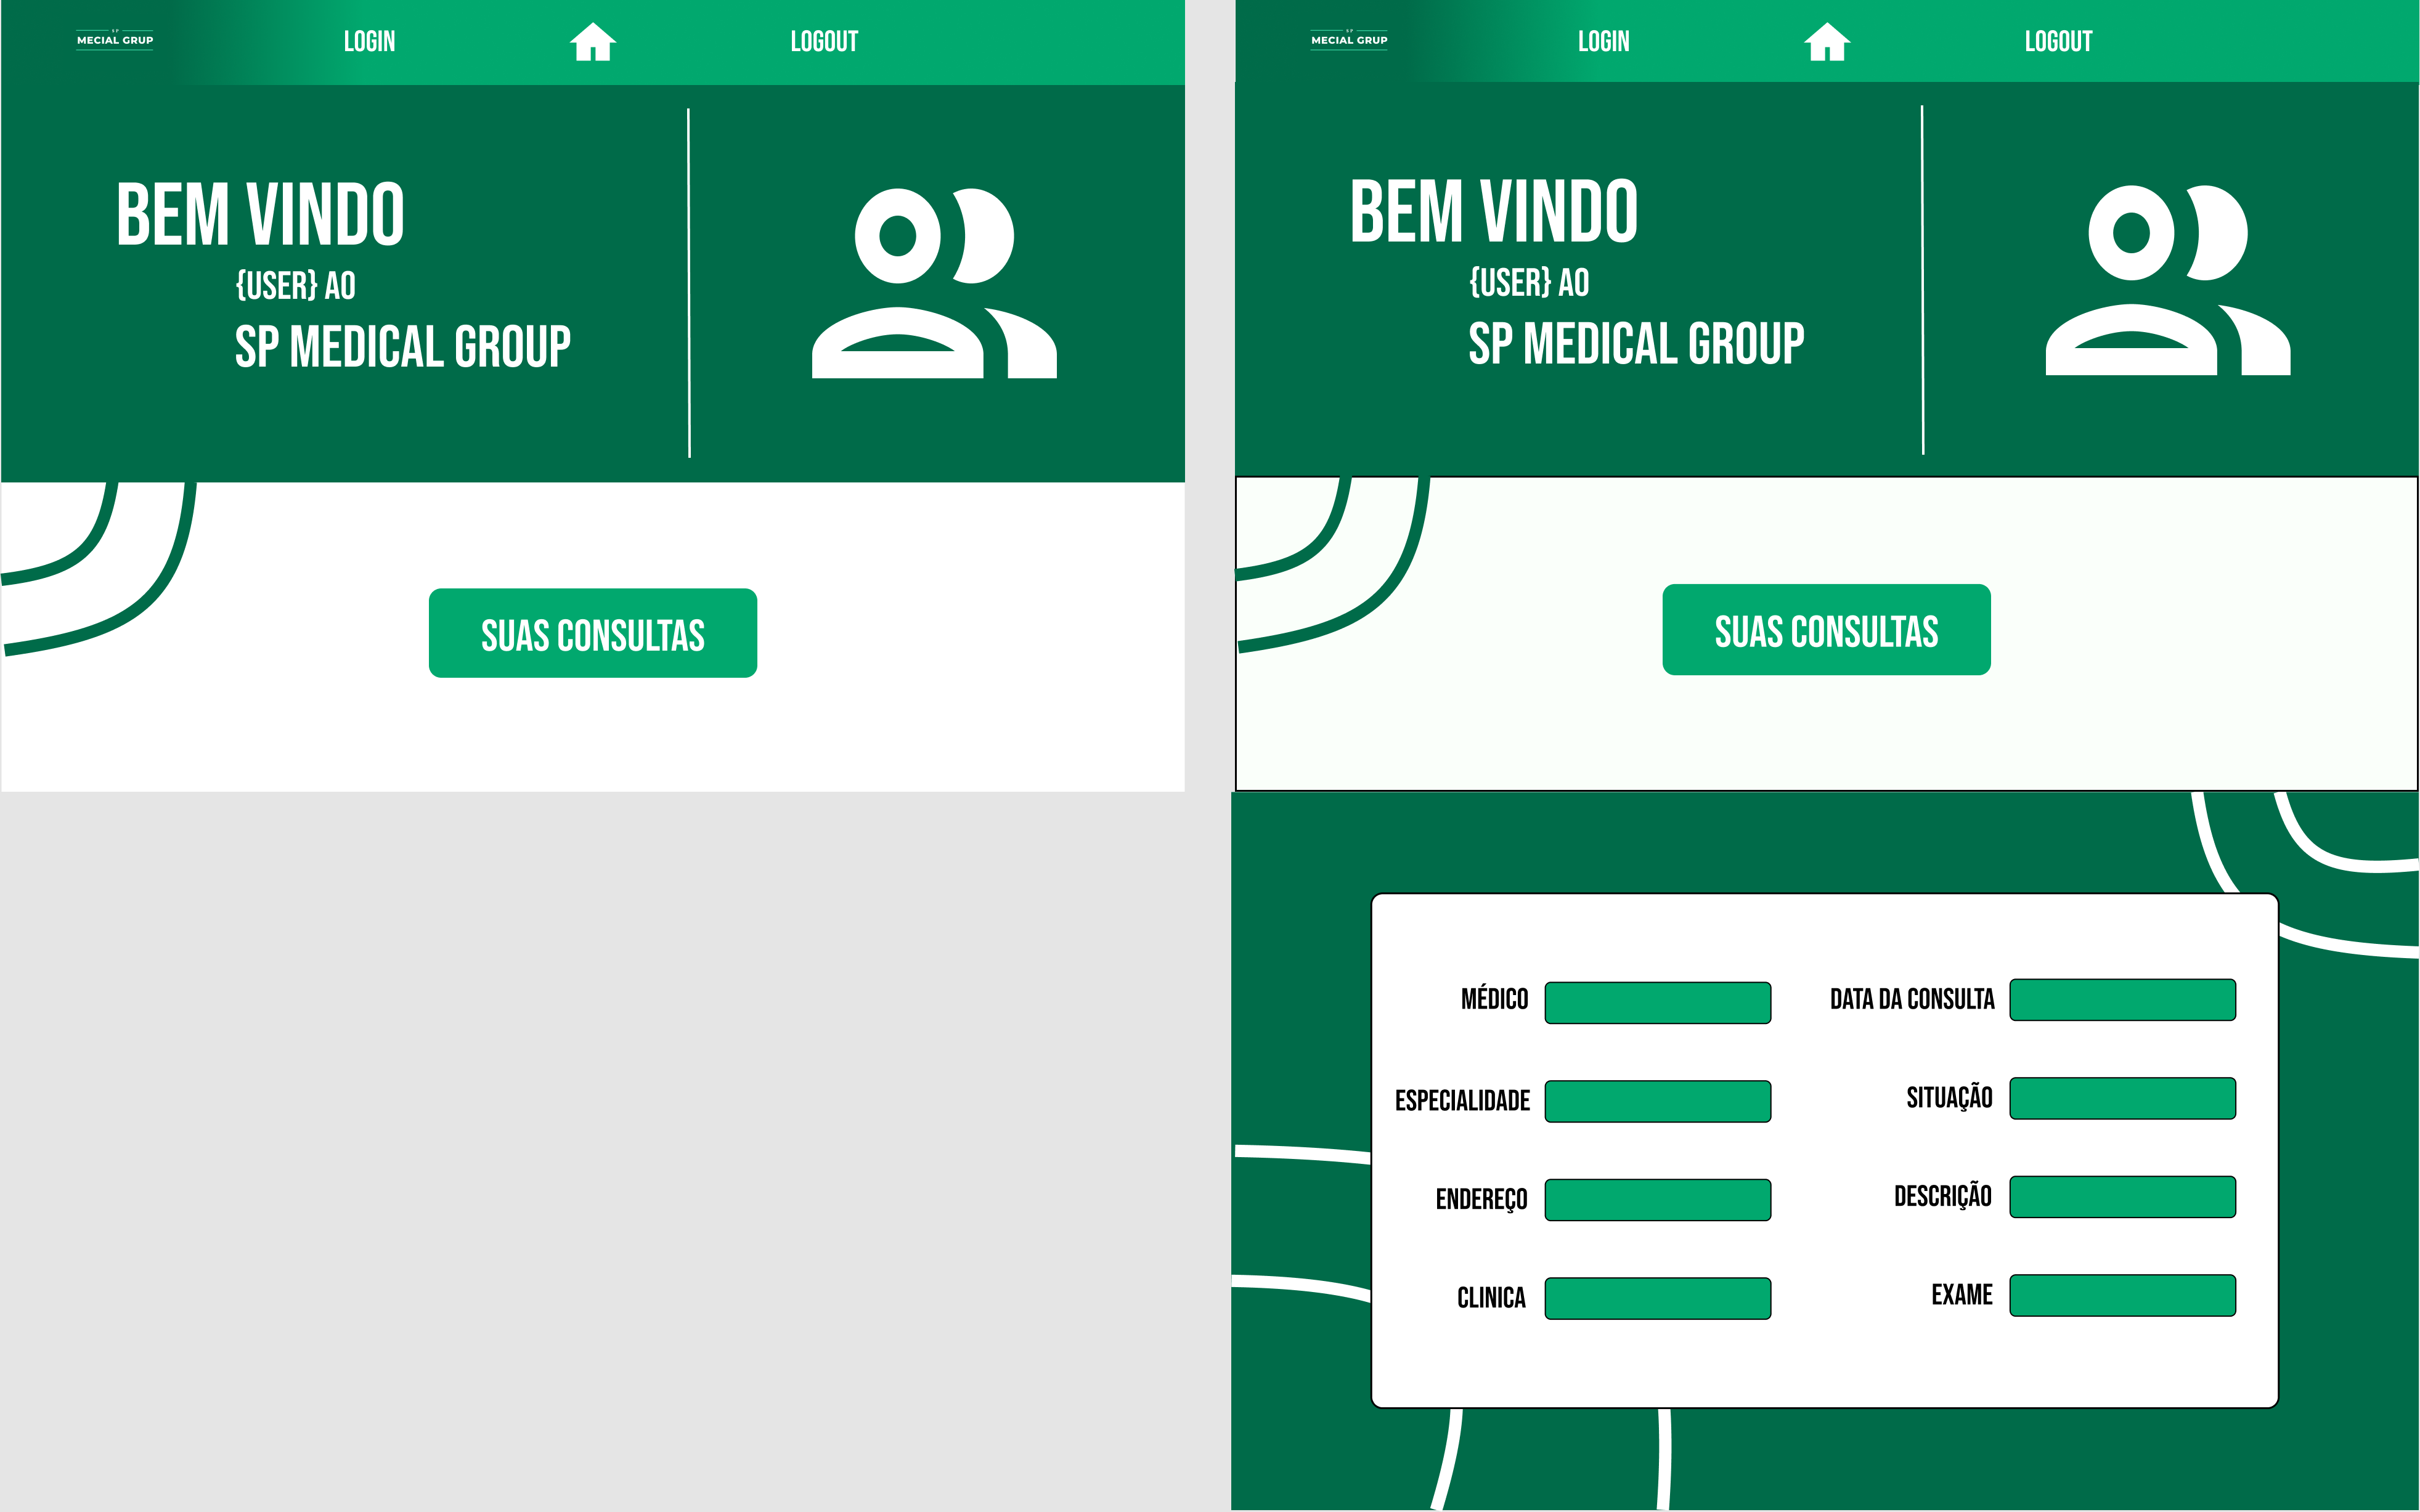 SP
MECIAL GRUP
LOGIN
LOGOUT
BEM VINDO
{USER} AO
SP MEDICAL GROUP
SUAS CONSULTAS
SP
MECIAL GRUP
LOGIN
LOGOUT
BEM VINDO
{USER} AO
SP MEDICAL GROUP
SUAS CONSULTAS
MÉDICO
DATA DA CONSULTA
ESPECIALIDADE
SITUAÇÃO
ENDEREÇO
DESCRIÇÃO
CLINICA
EXAME